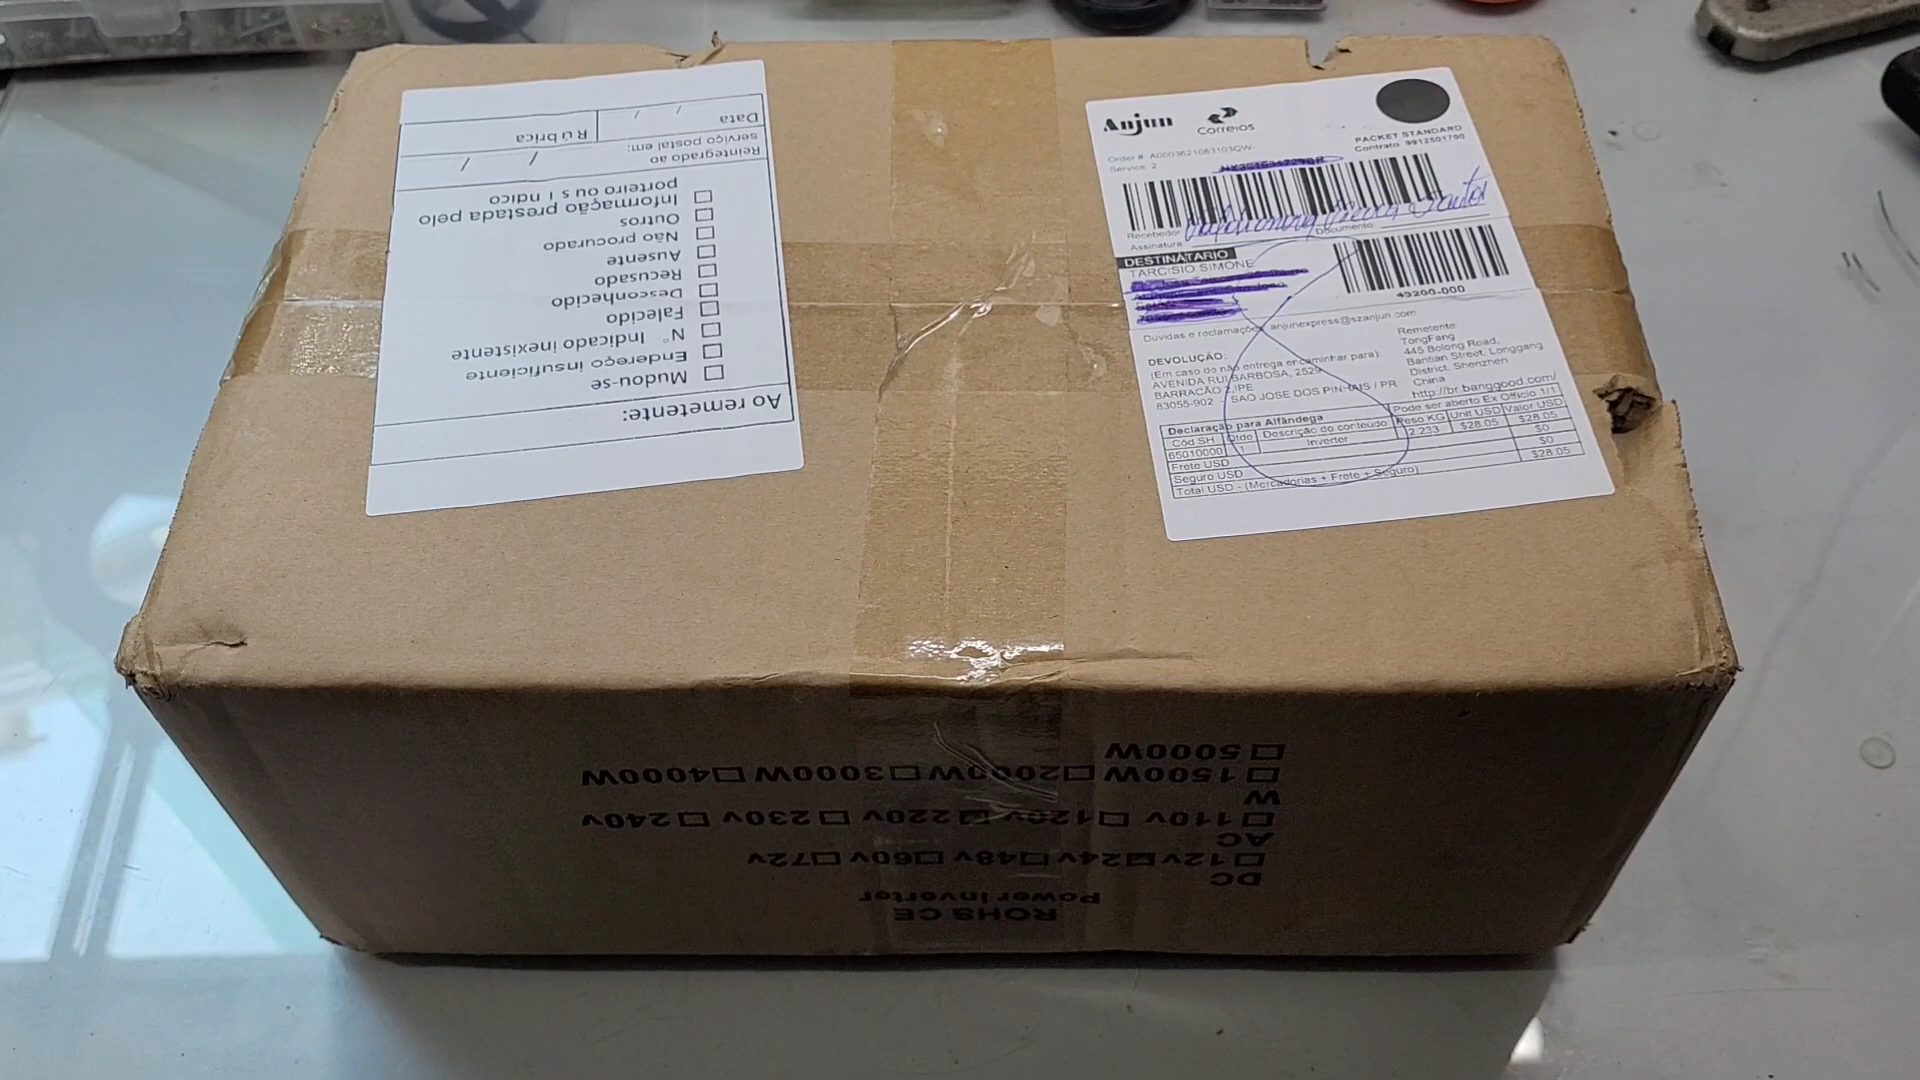 Ao remetente:
Mudou-se
Endereço insuficiente
N° Indicado inexistente
Falecido
Desconhecido
Recusado
Ausente
Não procurado
Outros
Informação prestada pelo
porteiro ou s í ndico
Reintegrado ao
serviço postal em:
/ /
Data
/ /
Rúbrica
Anjun
Correios
PACKET STANDARD
Contrato: 9912501700
Service: 2
Recebedor
Assinatura
Documento
DESTINATARIO
TARCISIO SIMONE
49200-000
Dúvidas e reclamações: anjunexpress@szanjun.com
DEVOLUÇÃO:
(Em caso de não entrega encaminhar para):
AVENIDA RUI BARBOSA, 2529
BARRACÃO 2 IPE
83055-902 - SAO JOSE DOS PINHAIS / PR
Remetente:
TongFang
445 Bolong Road,
Bantian Street, Longgang
District, Shenzhen
China
http://br.banggood.com/
Pode ser aberto Ex Officio 1/1
Declaração para Alfândega
Cód SH Qtde Descrição do conteúdo Peso KG Unit USD Valor USD
65010000 1 Inverter 2.233 $28.05 $28.05
Frete USD $0
Seguro USD $0
Total USD - (Mercadorias + Frete + Seguro) $28.05
ROHS CE
Power Inverter
DC
12v 24v 48v 60v 72v
AC
110v 120v 220v 230v 240v
W
1500W 2000W 3000W 4000W
5000W